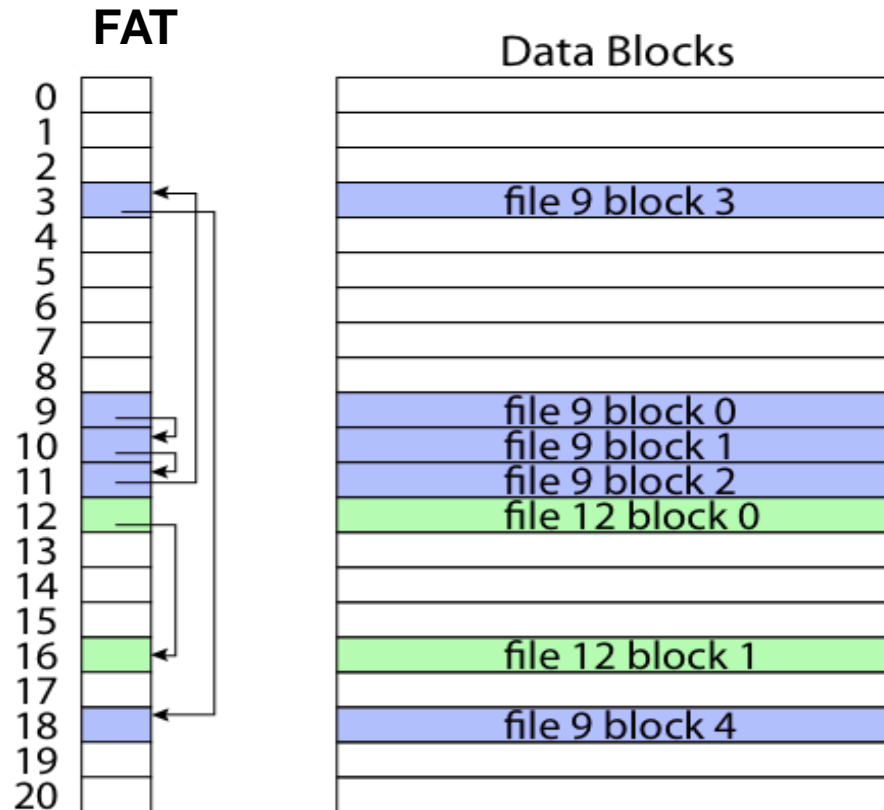 FAT
Data Blocks
0
1
2
3 file 9 block 3
4
5
6
7
8
9 file 9 block 0
10 file 9 block 1
11 file 9 block 2
12 file 12 block 0
13
14
15
16 file 12 block 1
17
18 file 9 block 4
19
20